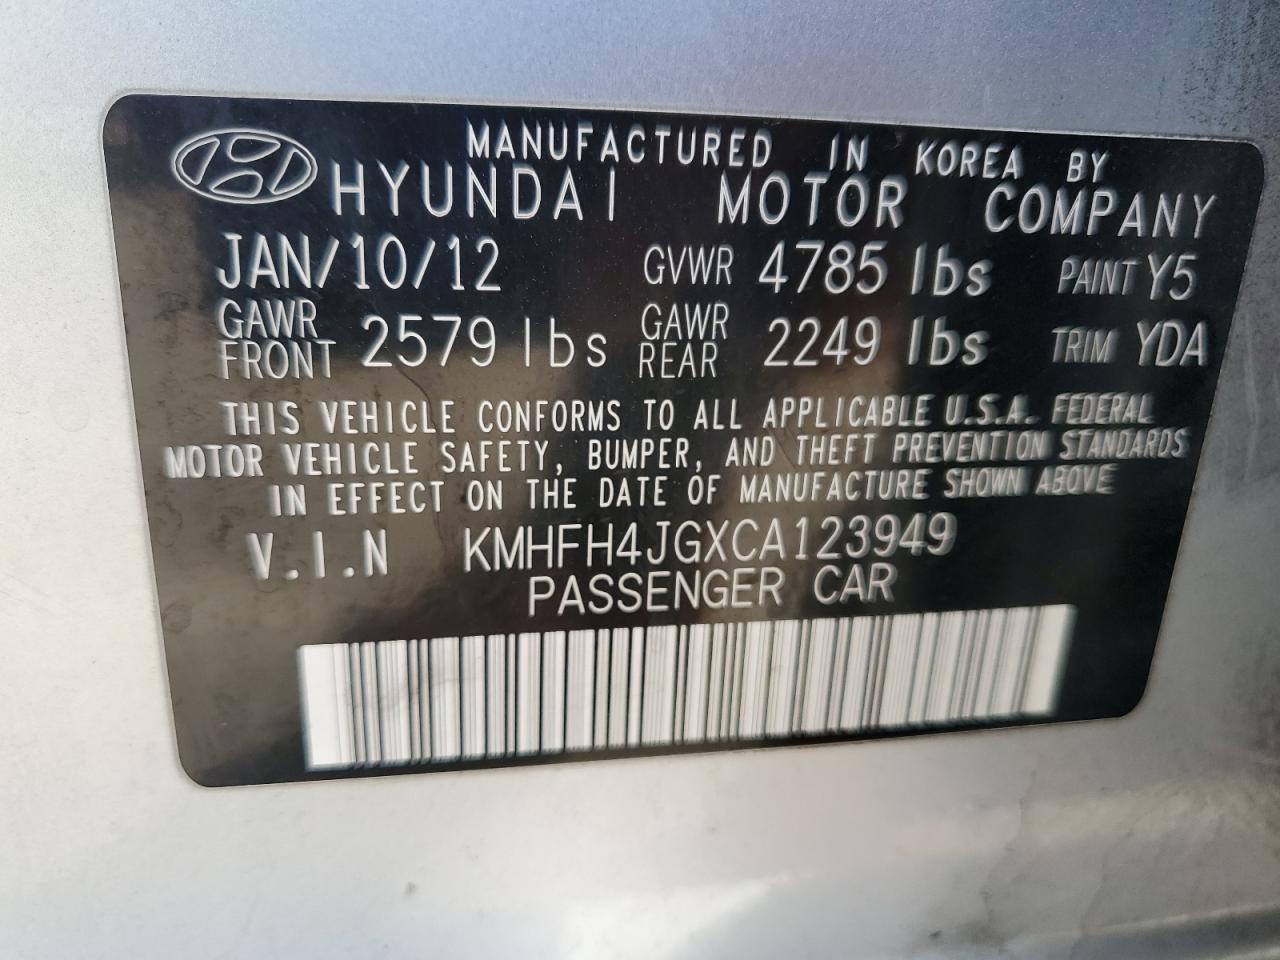 MANUFACTURED IN KOREA BY
HYUNDAI MOTOR COMPANY
JAN/10/12 GVWR 4785 lbs PAINT Y5
GAWR FRONT 2579 lbs GAWR REAR 2249 lbs TRIM YDA
THIS VEHICLE CONFORMS TO ALL APPLICABLE U.S.A. FEDERAL
MOTOR VEHICLE SAFETY, BUMPER, AND THEFT PREVENTION STANDARDS
IN EFFECT ON THE DATE OF MANUFACTURE SHOWN ABOVE
V.I.N KMHFH4JGXCA123949
PASSENGER CAR